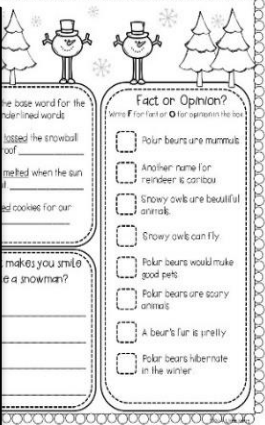 he base word for the
nderlined words.
tossed the snowball
roof
melted when the sun
ed cookies for our
makes you smile
e a snowman?
Fact or Opinion?
Write F for fact or O for opinion in the box
Polar bears are mammals
Another name for
reindeer is caribou
Snowy owls are beautiful
animals.
Snowy owls can fly
Polar bears would make
good pets
Polar bears are scary
animals
A bear's fur is pretty
Polar bears hibernate
in the winter.